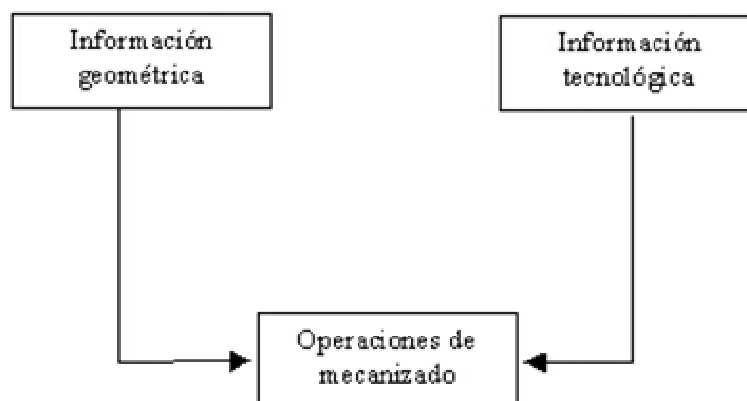 Información
geométrica
Información
tecnológica
Operaciones de
mecanizado